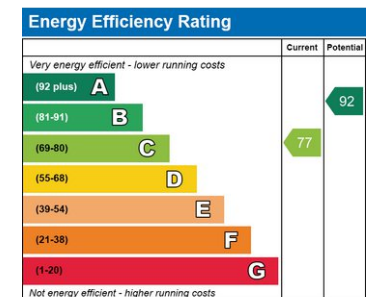 Energy Efficiency Rating
Current Potential
Very energy efficient - lower running costs
(92 plus) A
(81-91) B
(69-80) C
(55-68) D
(39-54) E
(21-38) F
(1-20) G
77
92
Not energy efficient - higher running costs